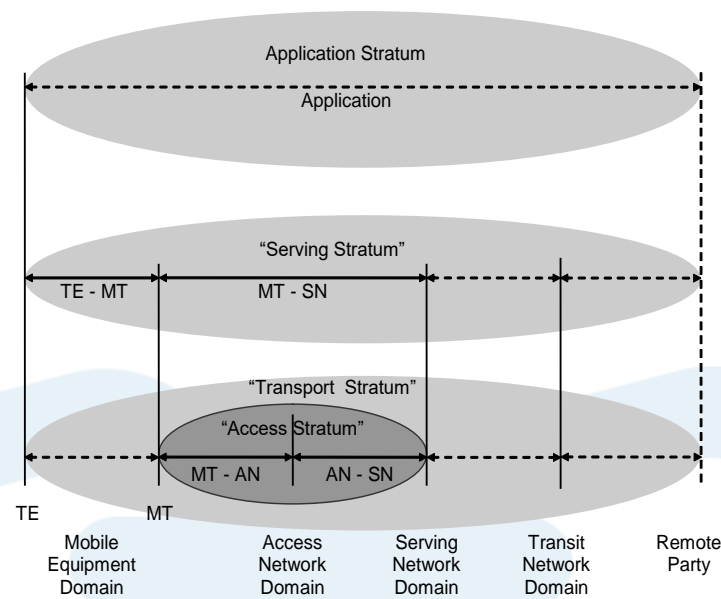 Application Stratum
Application
“Serving Stratum”
TE - MT
MT - SN
“Transport Stratum”
“Access Stratum”
MT - AN
AN - SN
TE
MT
Mobile
Equipment
Domain
Access
Network
Domain
Serving
Network
Domain
Transit
Network
Domain
Remote
Party